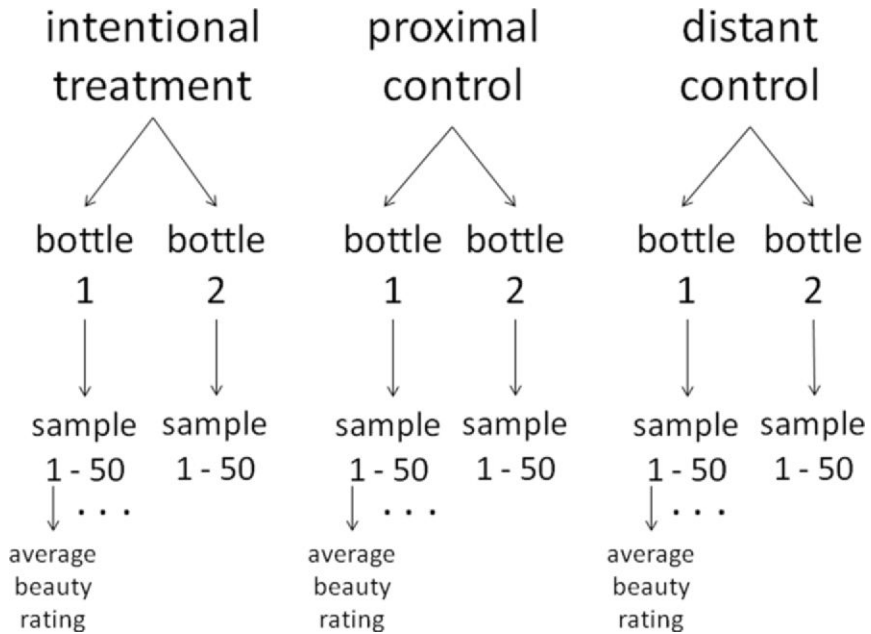 intentional treatment
proximal control
distant control
bottle 1
bottle 2
bottle 1
bottle 2
bottle 1
bottle 2
sample 1 - 50
sample 1 - 50
sample 1 - 50
sample 1 - 50
sample 1 - 50
sample 1 - 50
. . .
. . .
. . .
average beauty rating
average beauty rating
average beauty rating